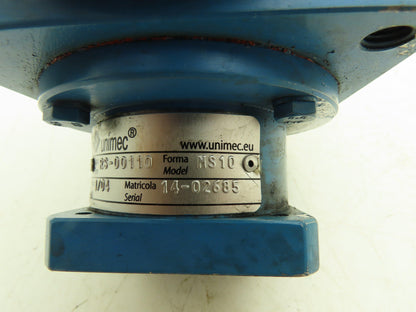 unimec® www.unimec.eu
RS-00110 Forma Model MS10
Matricola Serial 14-02685